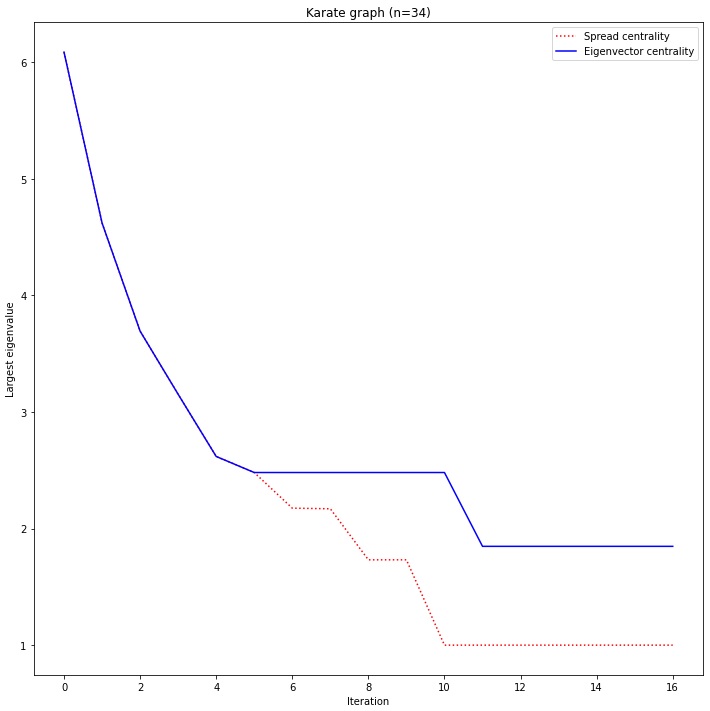 Karate graph (n=34)
Spread centrality
Eigenvector centrality
Largest eigenvalue
6
5
4
3
2
1
0 2 4 6 8 10 12 14 16
Iteration